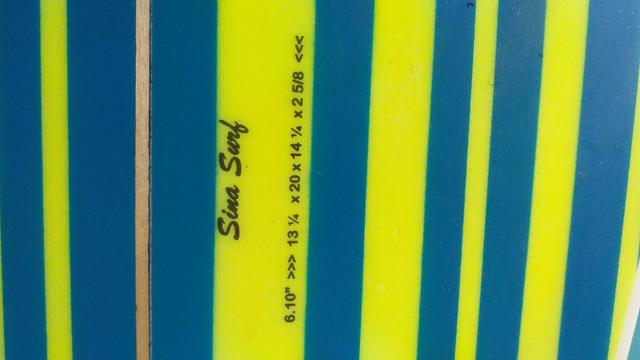 Sina Surf
6.10" >>> 13 ¼ x 20 x 14 ¼ x 2 5/8 <<<